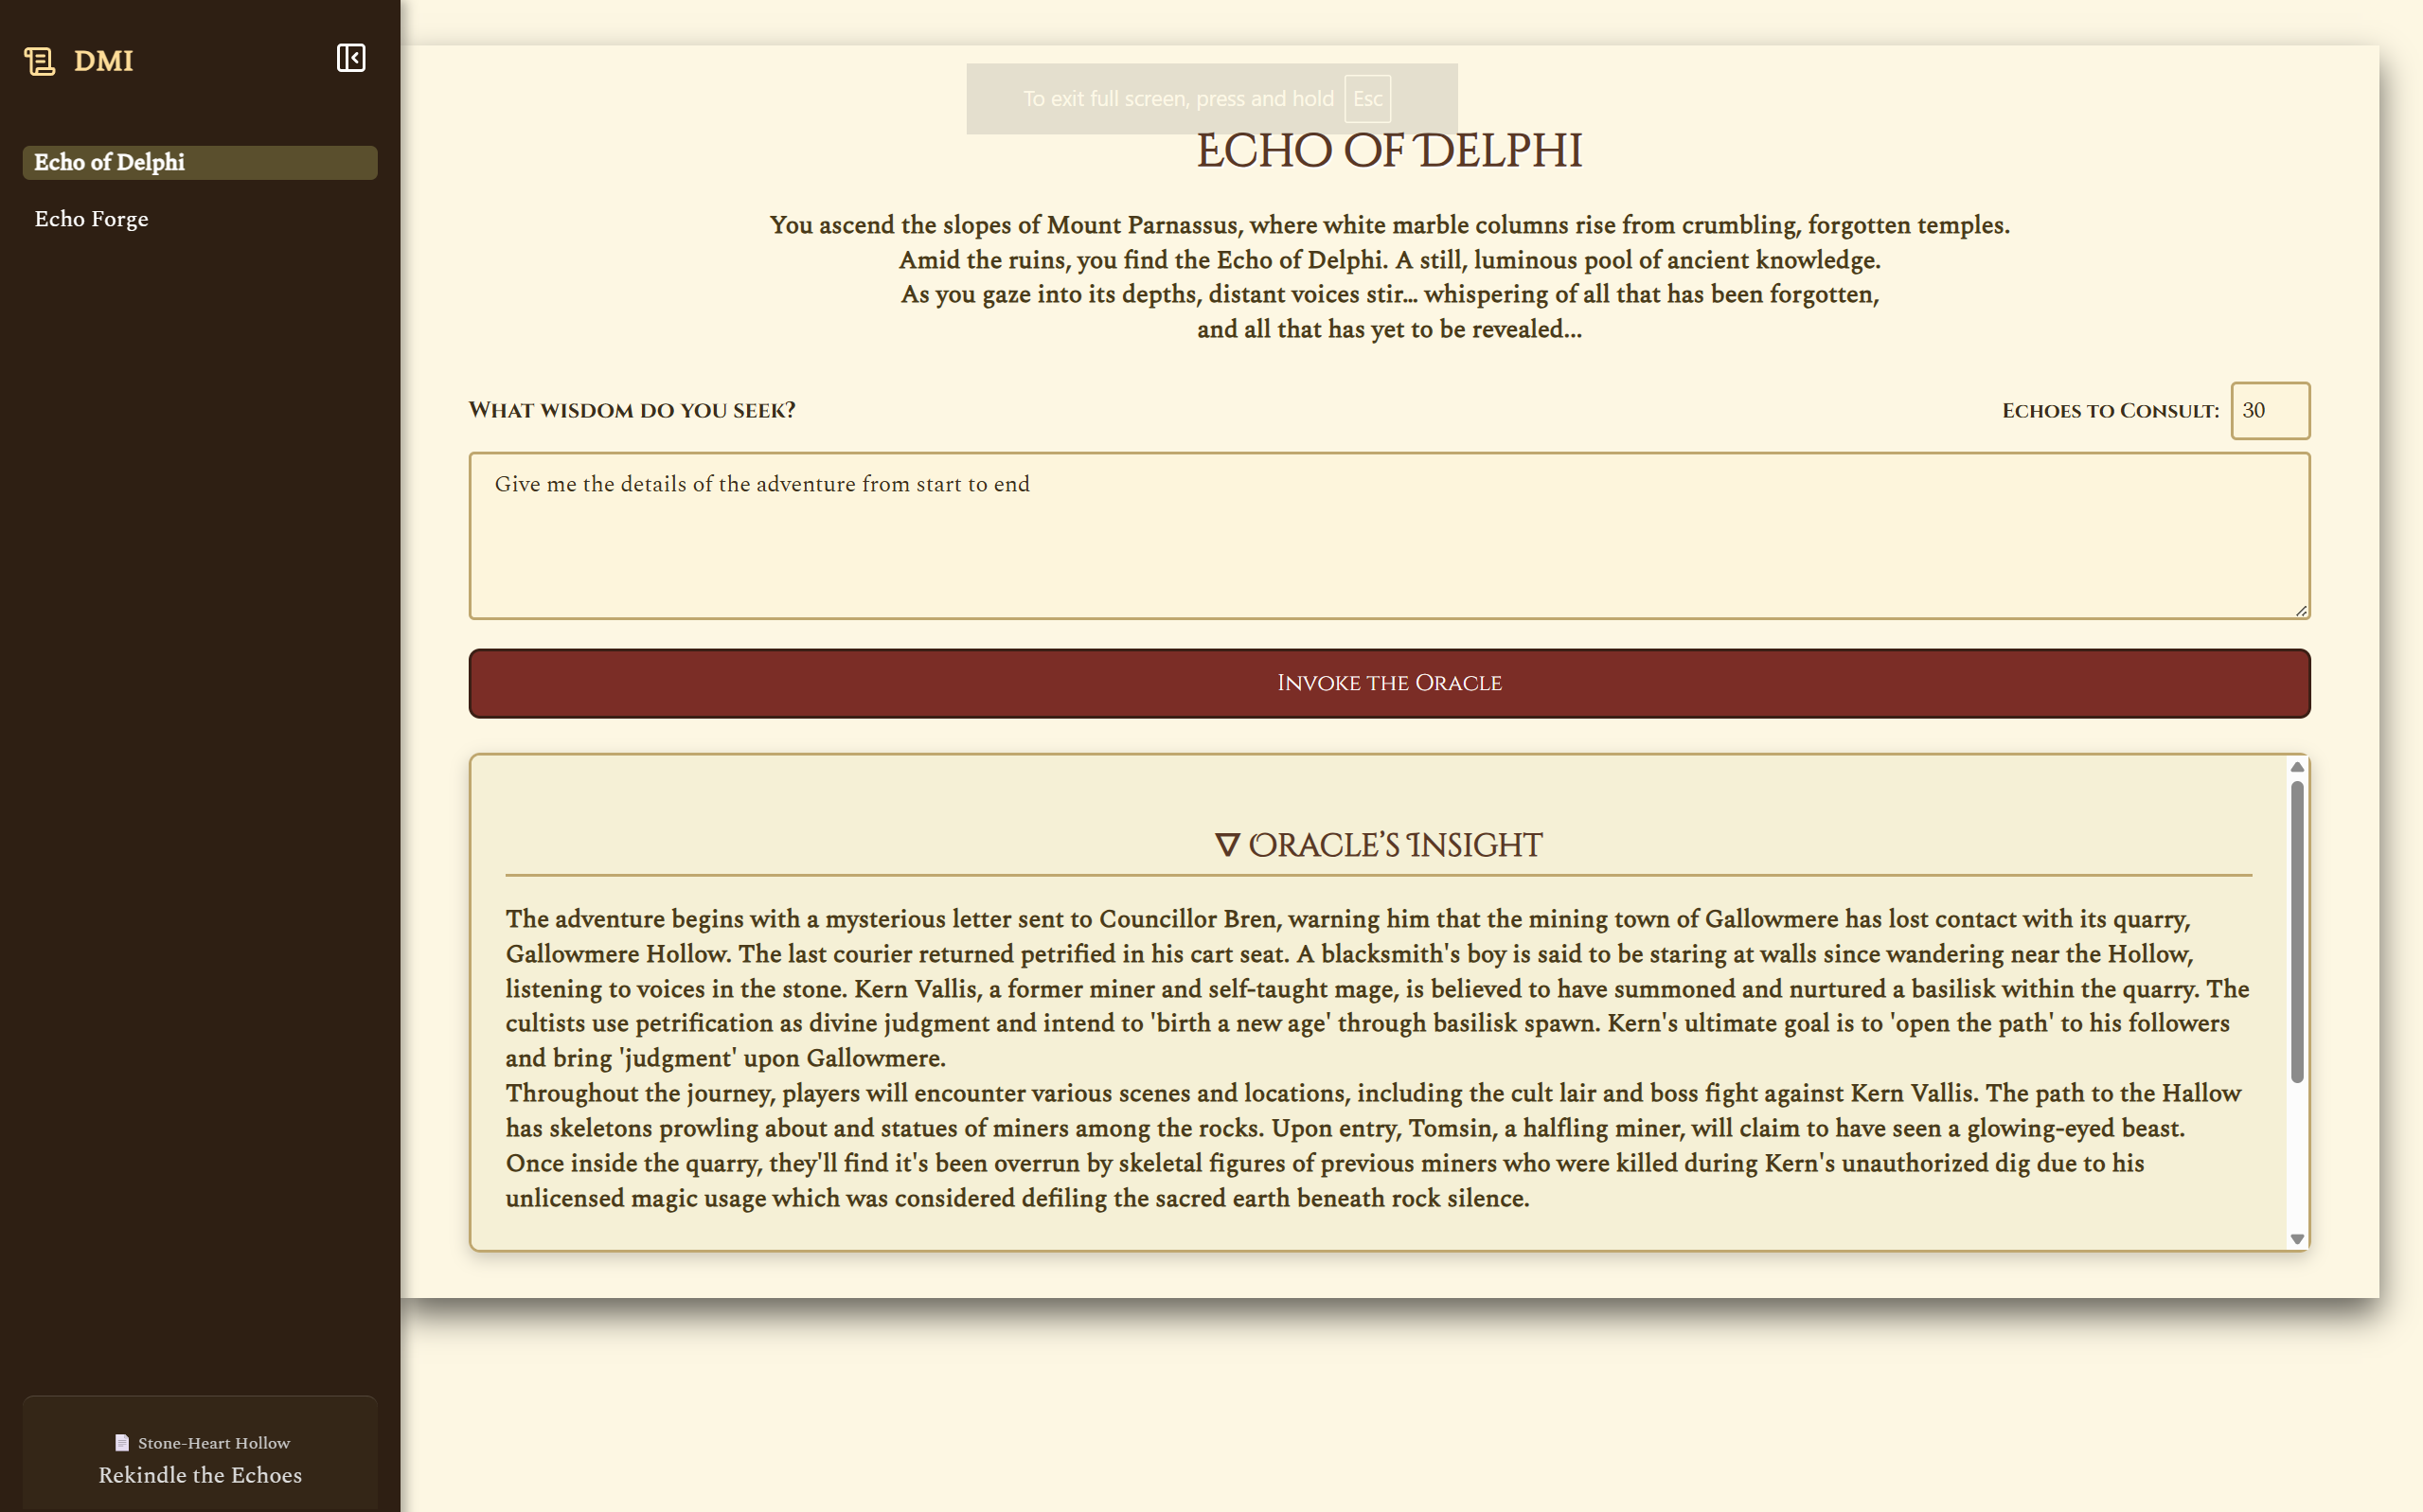 DMI
Echo of Delphi
Echo Forge
To exit full screen, press and hold Esc
Echo of Delphi
You ascend the slopes of Mount Parnassus, where white marble columns rise from crumbling, forgotten temples.
Amid the ruins, you find the Echo of Delphi. A still, luminous pool of ancient knowledge.
As you gaze into its depths, distant voices stir... whispering of all that has been forgotten,
and all that has yet to be revealed...
What wisdom do you seek?
Echoes to Consult: 30
Give me the details of the adventure from start to end
Invoke the Oracle
🜄 Oracle’s Insight
The adventure begins with a mysterious letter sent to Councillor Bren, warning him that the mining town of Gallowmere has lost contact with its quarry,
Gallowmere Hollow. The last courier returned petrified in his cart seat. A blacksmith's boy is said to be staring at walls since wandering near the Hollow,
listening to voices in the stone. Kern Vallis, a former miner and self-taught mage, is believed to have summoned and nurtured a basilisk within the quarry. The
cultists use petrification as divine judgment and intend to 'birth a new age' through basilisk spawn. Kern's ultimate goal is to 'open the path' to his followers
and bring 'judgment' upon Gallowmere.
Throughout the journey, players will encounter various scenes and locations, including the cult lair and boss fight against Kern Vallis. The path to the Hallow
has skeletons prowling about and statues of miners among the rocks. Upon entry, Tomsin, a halfling miner, will claim to have seen a glowing-eyed beast.
Once inside the quarry, they'll find it's been overrun by skeletal figures of previous miners who were killed during Kern's unauthorized dig due to his
unlicensed magic usage which was considered defiling the sacred earth beneath rock silence.
Stone-Heart Hollow
Rekindle the Echoes